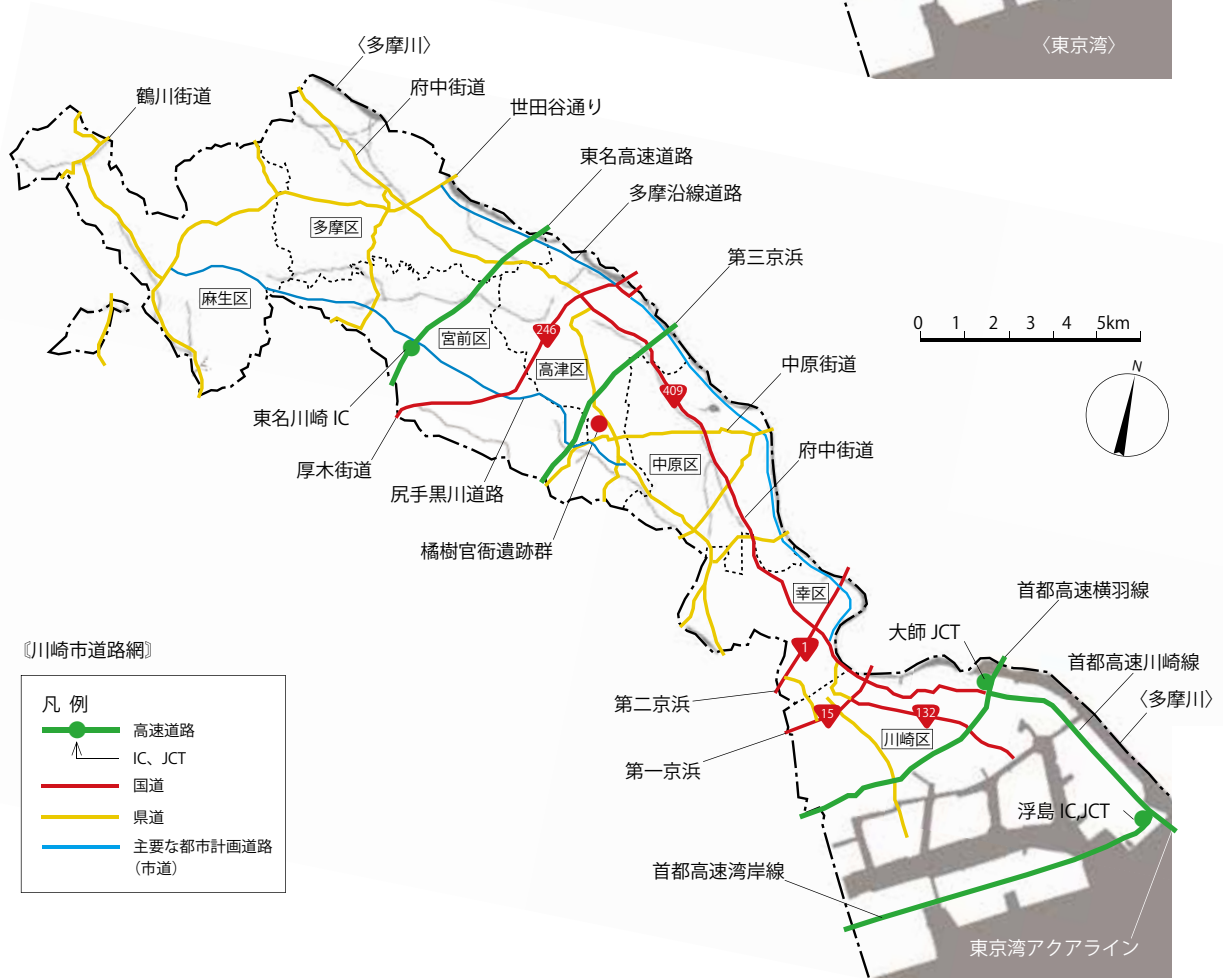 〈東京湾〉
〈多摩川〉
府中街道
鶴川街道
世田谷通り
東名高速道路
多摩沿線道路
多摩区
第三京浜
麻生区
宮前区
246
高津区
0 1 2 3 4 5km
中原街道
N
409
東名川崎 IC
厚木街道
中原区
府中街道
尻手黒川道路
橘樹官衙遺跡群
幸区
首都高速横羽線
大師 JCT
1
首都高速川崎線
〈多摩川〉
第二京浜
15
132
川崎区
第一京浜
浮島 IC,JCT
首都高速湾岸線
東京湾アクアライン
〖川崎市道路網〗
凡 例
高速道路
IC、JCT
国道
県道
主要な都市計画道路
（市道）